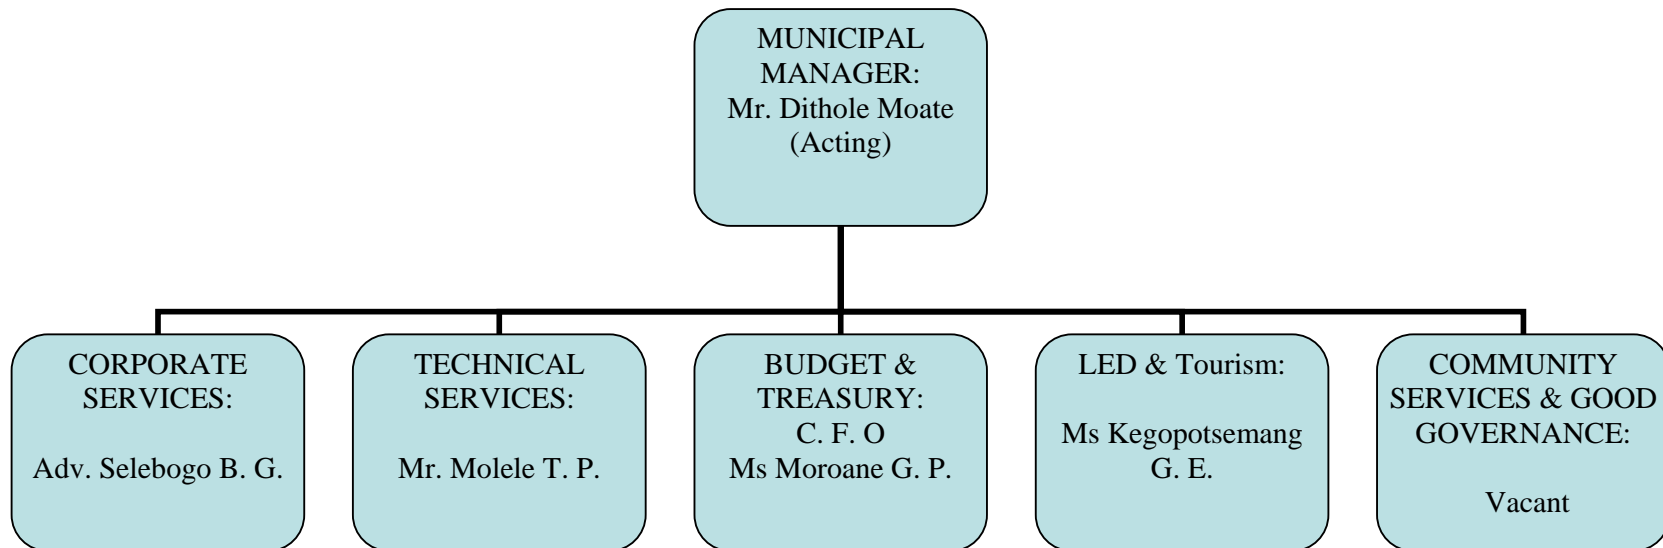 MUNICIPAL
MANAGER:
Mr. Dithole Moate
(Acting)
CORPORATE
SERVICES:
Adv. Selebogo B. G.
TECHNICAL
SERVICES:
Mr. Molele T. P.
BUDGET &
TREASURY:
C. F. O
Ms Moroane G. P.
LED & Tourism:
Ms Kegopotsemang
G. E.
COMMUNITY
SERVICES & GOOD
GOVERNANCE:
Vacant